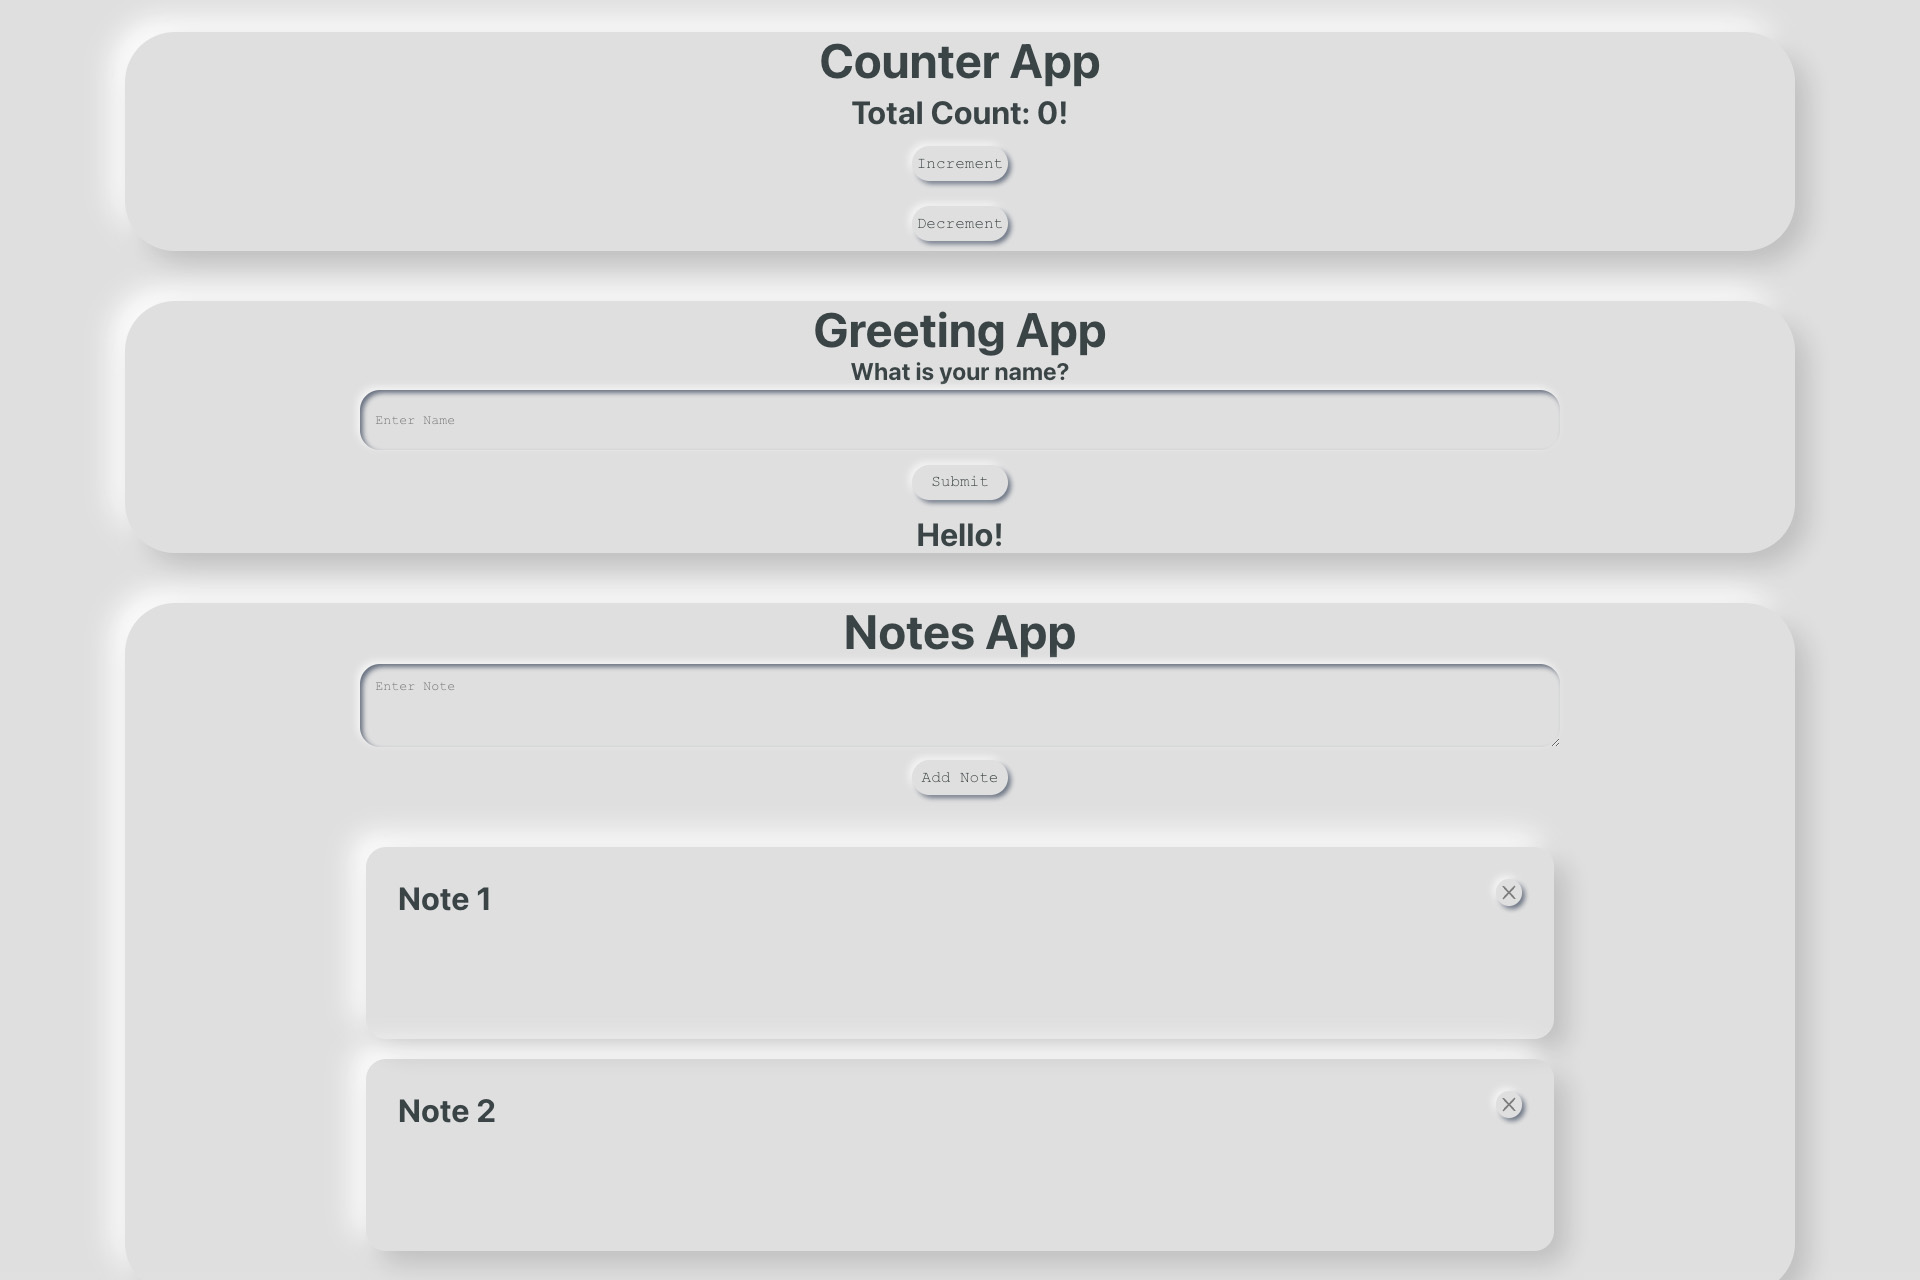 Counter App
Total Count: 0!
Increment
Decrement
Greeting App
What is your name?
Enter Name
Submit
Hello!
Notes App
Enter Note
Add Note
Note 1
X
Note 2
X